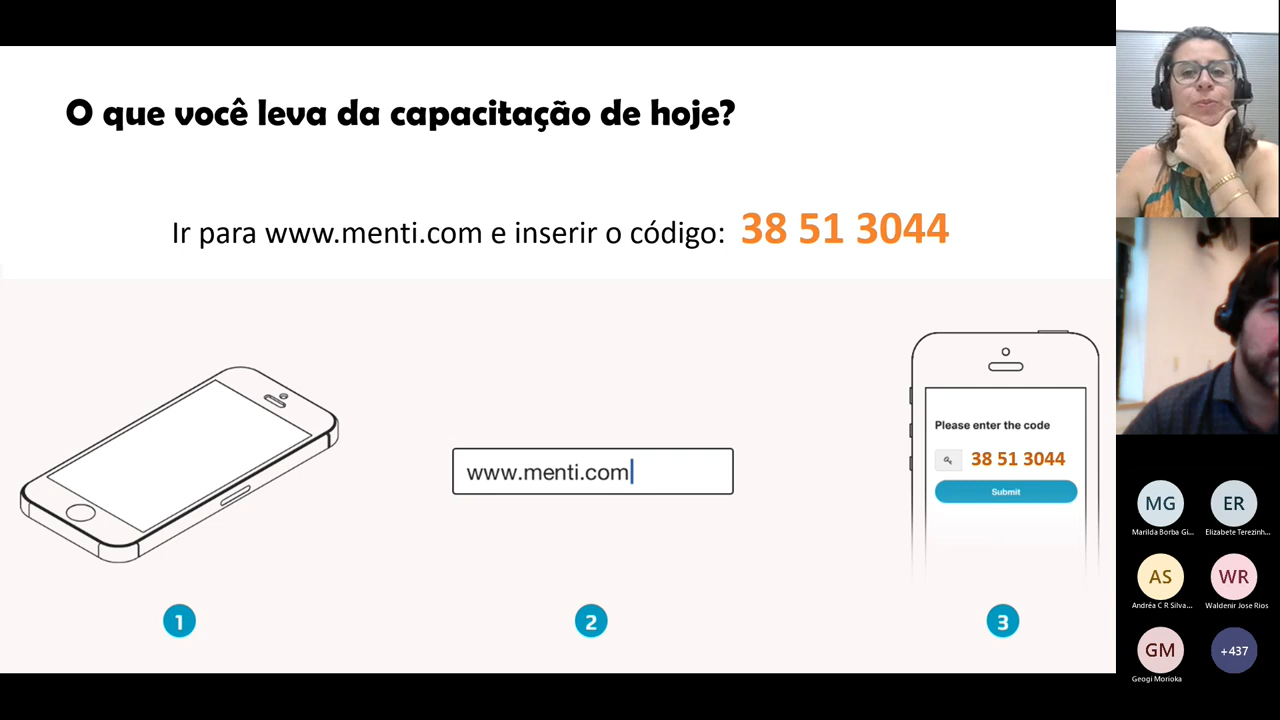 O que você leva da capacitação de hoje?
Ir para www.menti.com e inserir o código: 38 51 3044
www.menti.com
Please enter the code
38 51 3044
Submit
1
2
3
MG
Marilda Borba Gi...
ER
Elizabete Terezinh...
AS
Andréa C R Silva...
WR
Waldenir Jose Rios
GM
Geogi Morioka
+437